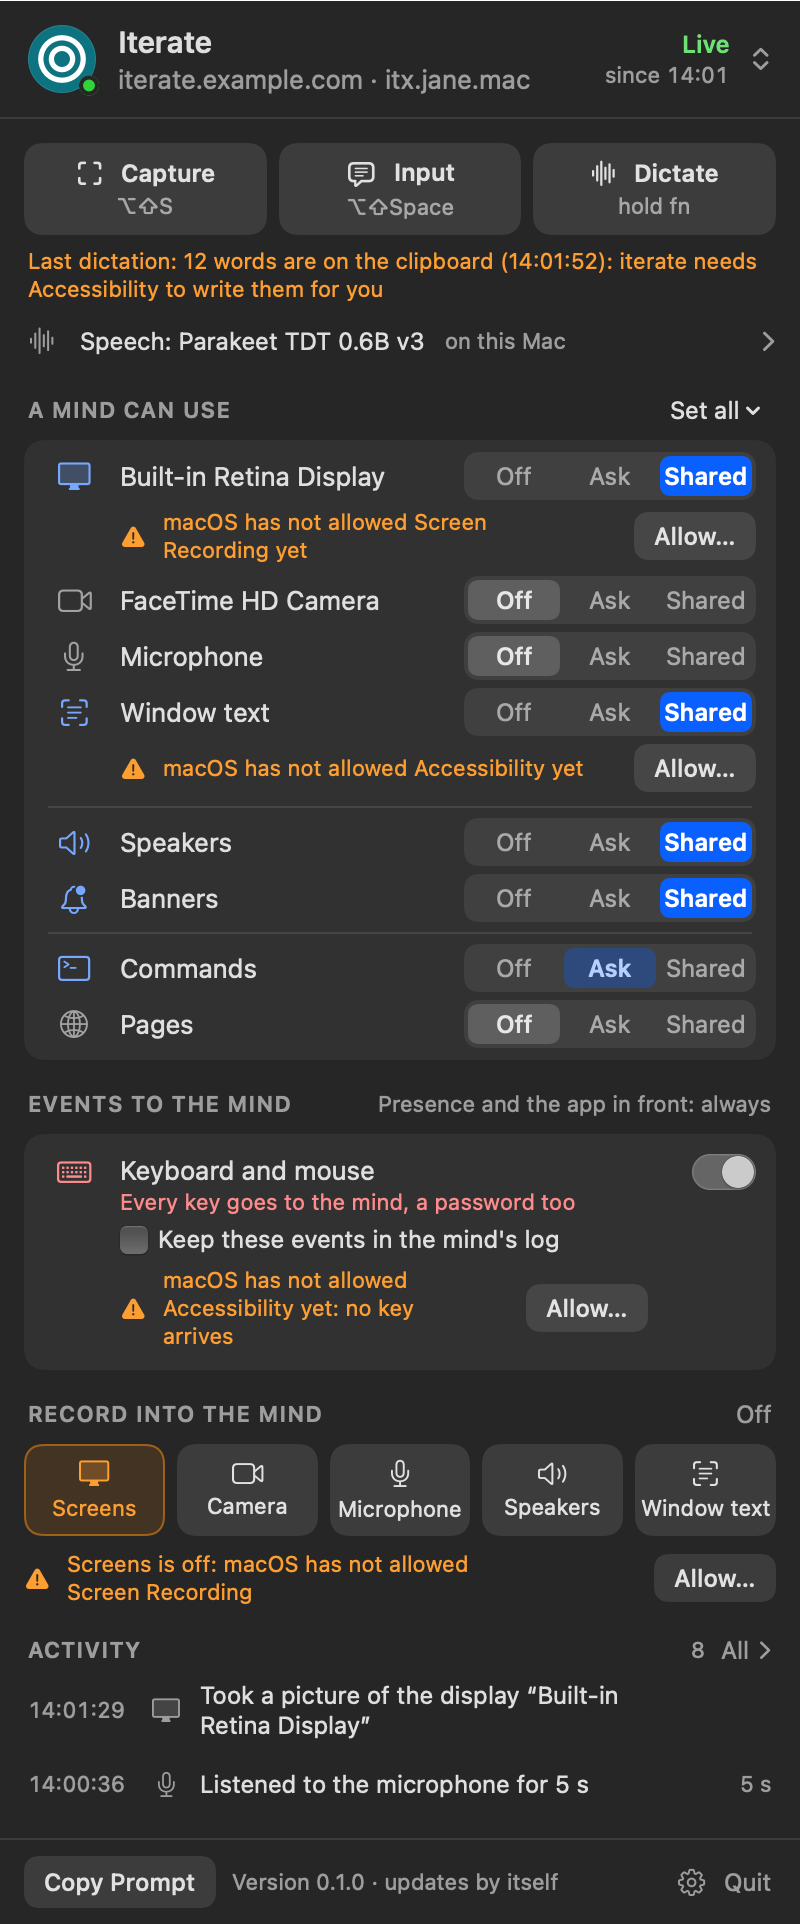 Iterate
iterate.example.com · itx.jane.mac
Live
since 14:01
Capture
⌥⇧S
Input
⌥⇧Space
Dictate
hold fn
Last dictation: 12 words are on the clipboard (14:01:52): iterate needs
Accessibility to write them for you
Speech: Parakeet TDT 0.6B v3 on this Mac
A MIND CAN USE
Set all
Built-in Retina Display
Off Ask Shared
macOS has not allowed Screen
Recording yet
Allow...
FaceTime HD Camera
Off Ask Shared
Microphone
Off Ask Shared
Window text
Off Ask Shared
macOS has not allowed Accessibility yet
Allow...
Speakers
Off Ask Shared
Banners
Off Ask Shared
Commands
Off Ask Shared
Pages
Off Ask Shared
EVENTS TO THE MIND
Presence and the app in front: always
Keyboard and mouse
Every key goes to the mind, a password too
Keep these events in the mind's log
macOS has not allowed
Accessibility yet: no key
arrives
Allow...
RECORD INTO THE MIND
Off
Screens
Camera
Microphone
Speakers
Window text
Screens is off: macOS has not allowed
Screen Recording
Allow...
ACTIVITY
8 All
14:01:29
Took a picture of the display “Built-in
Retina Display”
14:00:36
Listened to the microphone for 5 s
5 s
Copy Prompt
Version 0.1.0 · updates by itself
Quit